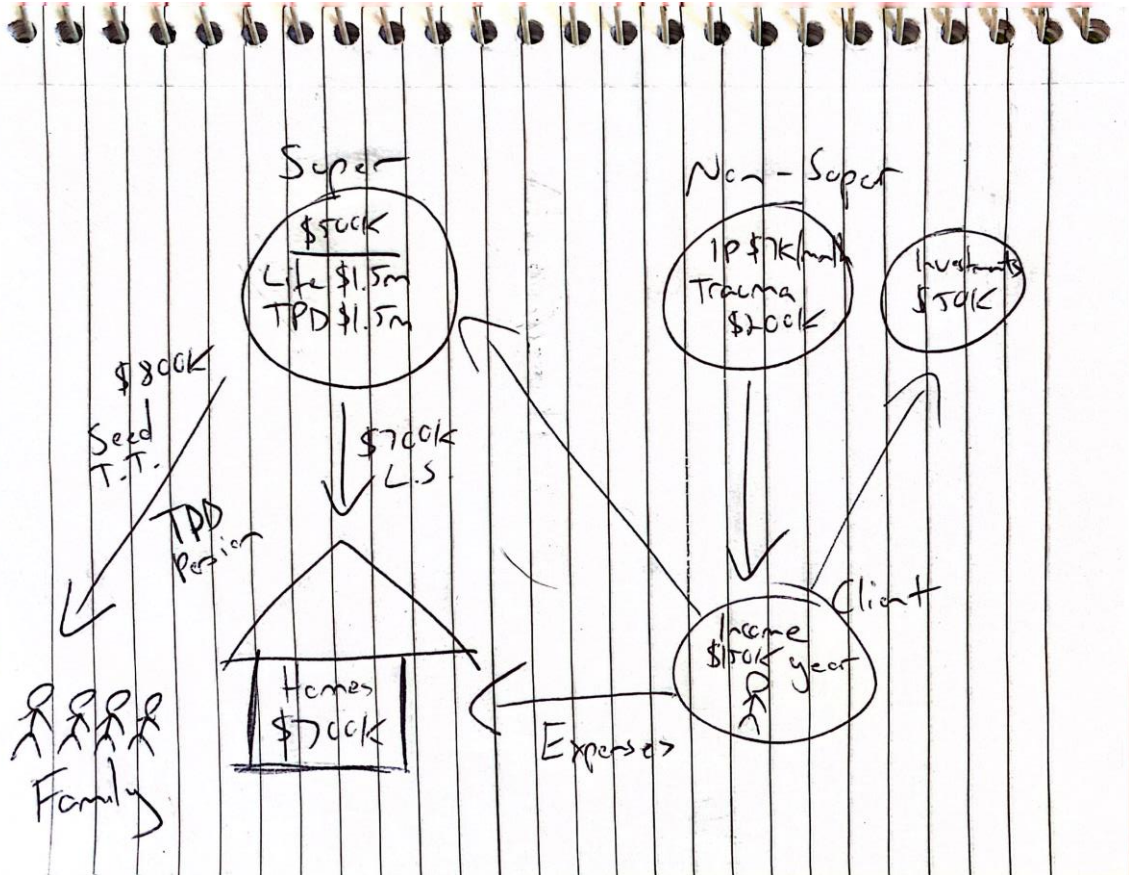 Super
$500K
Life $1.5m
TPD $1.5m
Non-Super
IP $7K/month
Trauma
$200K
Investments
$50K
$800K
Seed
T.T.
TPD
Pension
$700K
L.S
Client
Income
$150K year
Homes
$700K
Expenses
Family